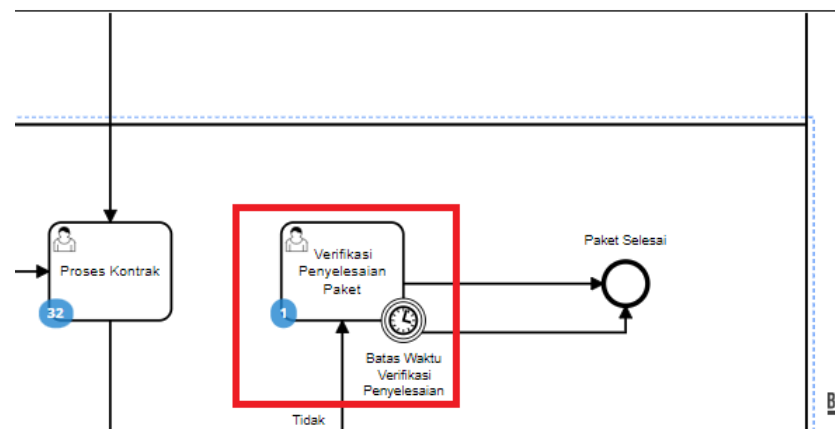 Proses Kontrak
32
Verifikasi
Penyelesaian
Paket
1
Batas Waktu
Verifikasi
Penyelesaian
Paket Selesai
Tidak
B